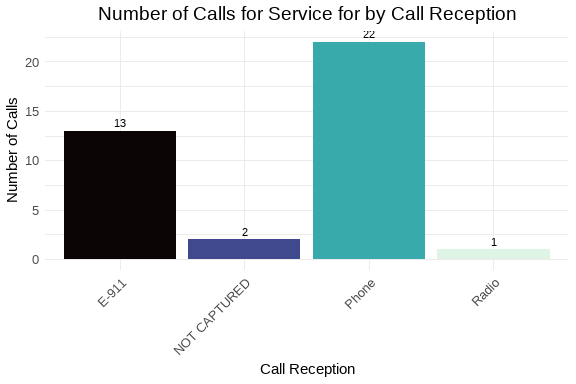 Number of Calls for Service for by Call Reception
Number of Calls
20
15
10
5
0
13
2
22
1
E-911
NOT CAPTURED
Phone
Radio
Call Reception